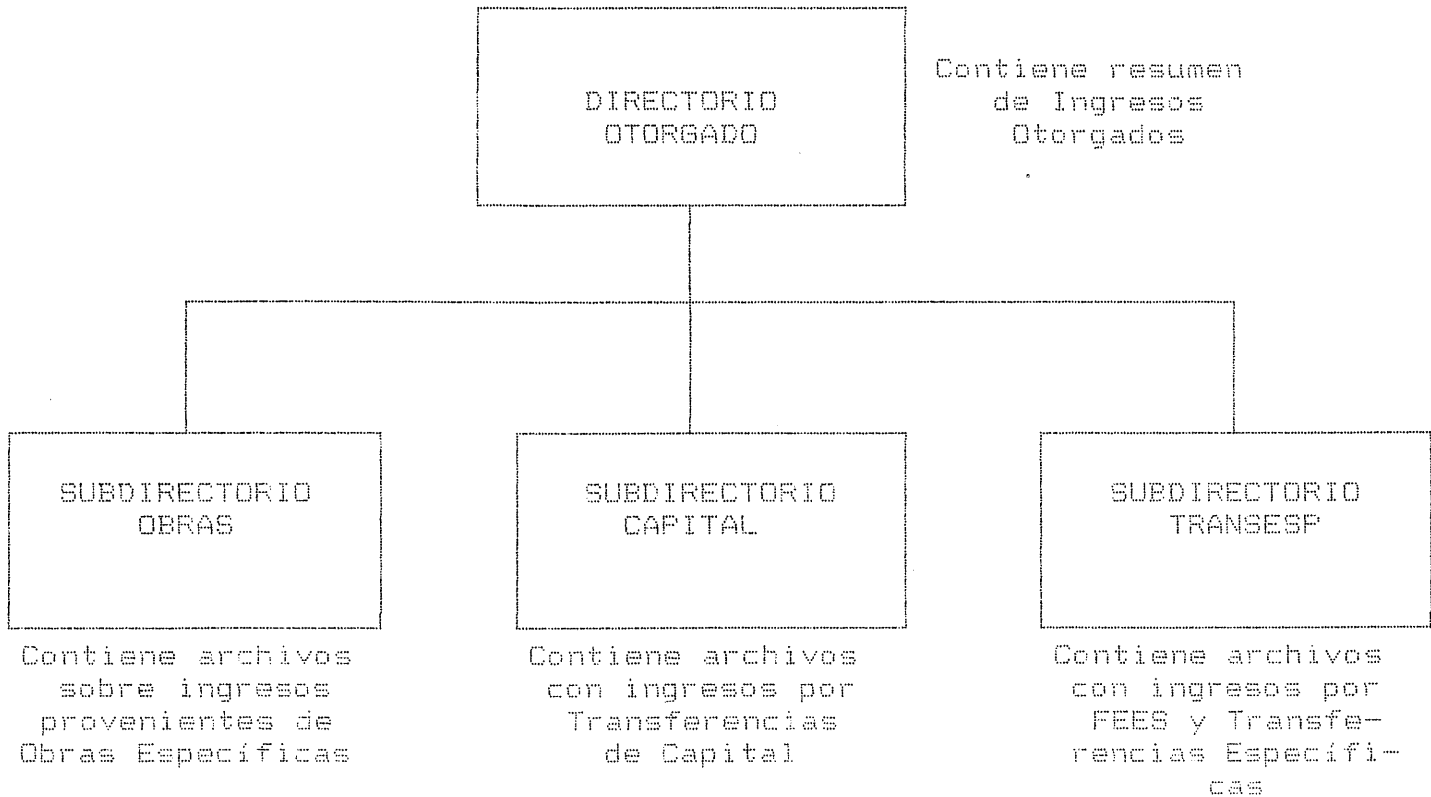 DIRECTORIO
OTORGADO
Contiene resumen
de Ingresos
Otorgados
SUBDIRECTORIO
OBRAS
Contiene archivos
sobre ingresos
provenientes de
Obras Específicas
SUBDIRECTORIO
CAPITAL
Contiene archivos
con ingresos por
Transferencias
de Capital
SUBDIRECTORIO
TRANSESP
Contiene archivos
con ingresos por
FEES y Transfe-
rencias Específi-
cas